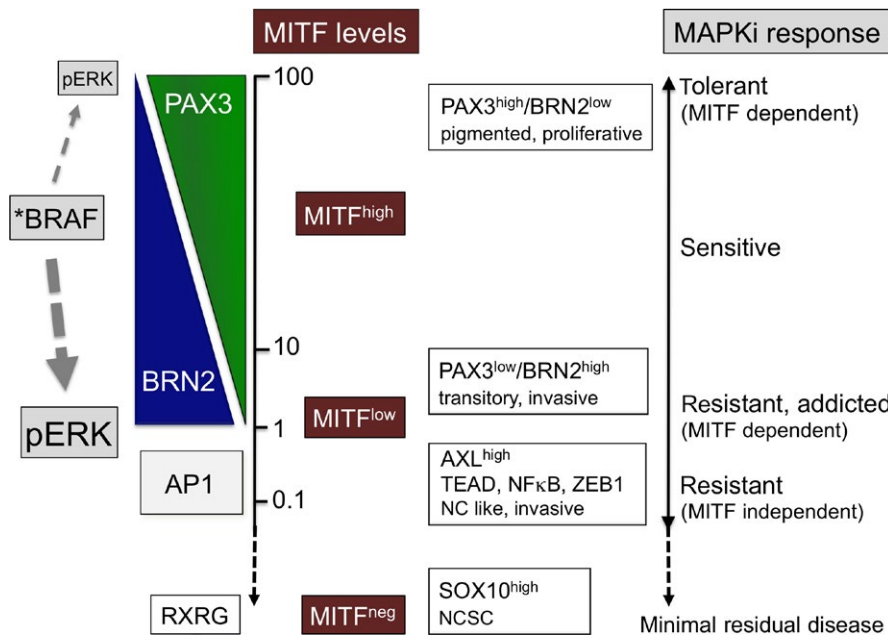 MITF levels
MAPKi response
pERK
PAX3
100
PAX3high/BRN2low
pigmented, proliferative
Tolerant
(MITF dependent)
*BRAF
MITFhigh
Sensitive
10
BRN2
PAX3low/BRN2high
transitory, invasive
pERK
1
MITFlow
Resistant, addicted
(MITF dependent)
AP1
0.1
AXLhigh
TEAD, NFκB, ZEB1
NC like, invasive
Resistant
(MITF independent)
RXRG
MITFneg
SOX10high
NCSC
Minimal residual disease